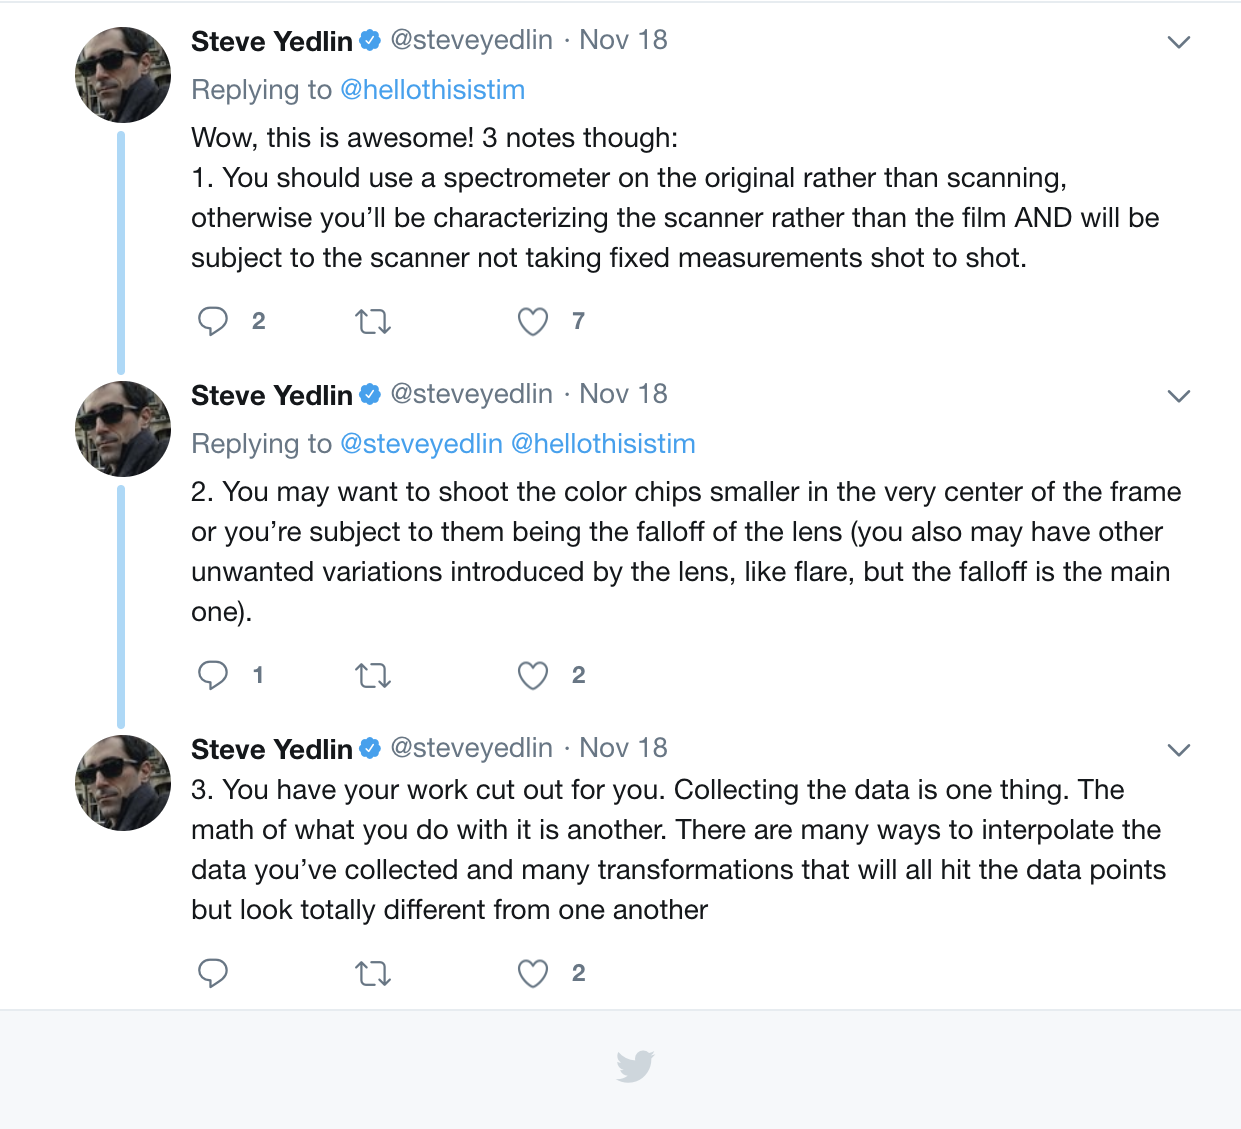 Steve Yedlin @steveyedlin · Nov 18
Replying to @hellothisistim
Wow, this is awesome! 3 notes though:
1. You should use a spectrometer on the original rather than scanning,
otherwise you’ll be characterizing the scanner rather than the film AND will be
subject to the scanner not taking fixed measurements shot to shot.
2 7
Steve Yedlin @steveyedlin · Nov 18
Replying to @steveyedlin @hellothisistim
2. You may want to shoot the color chips smaller in the very center of the frame
or you’re subject to them being the falloff of the lens (you also may have other
unwanted variations introduced by the lens, like flare, but the falloff is the main
one).
1 2
Steve Yedlin @steveyedlin · Nov 18
3. You have your work cut out for you. Collecting the data is one thing. The
math of what you do with it is another. There are many ways to interpolate the
data you’ve collected and many transformations that will all hit the data points
but look totally different from one another
2